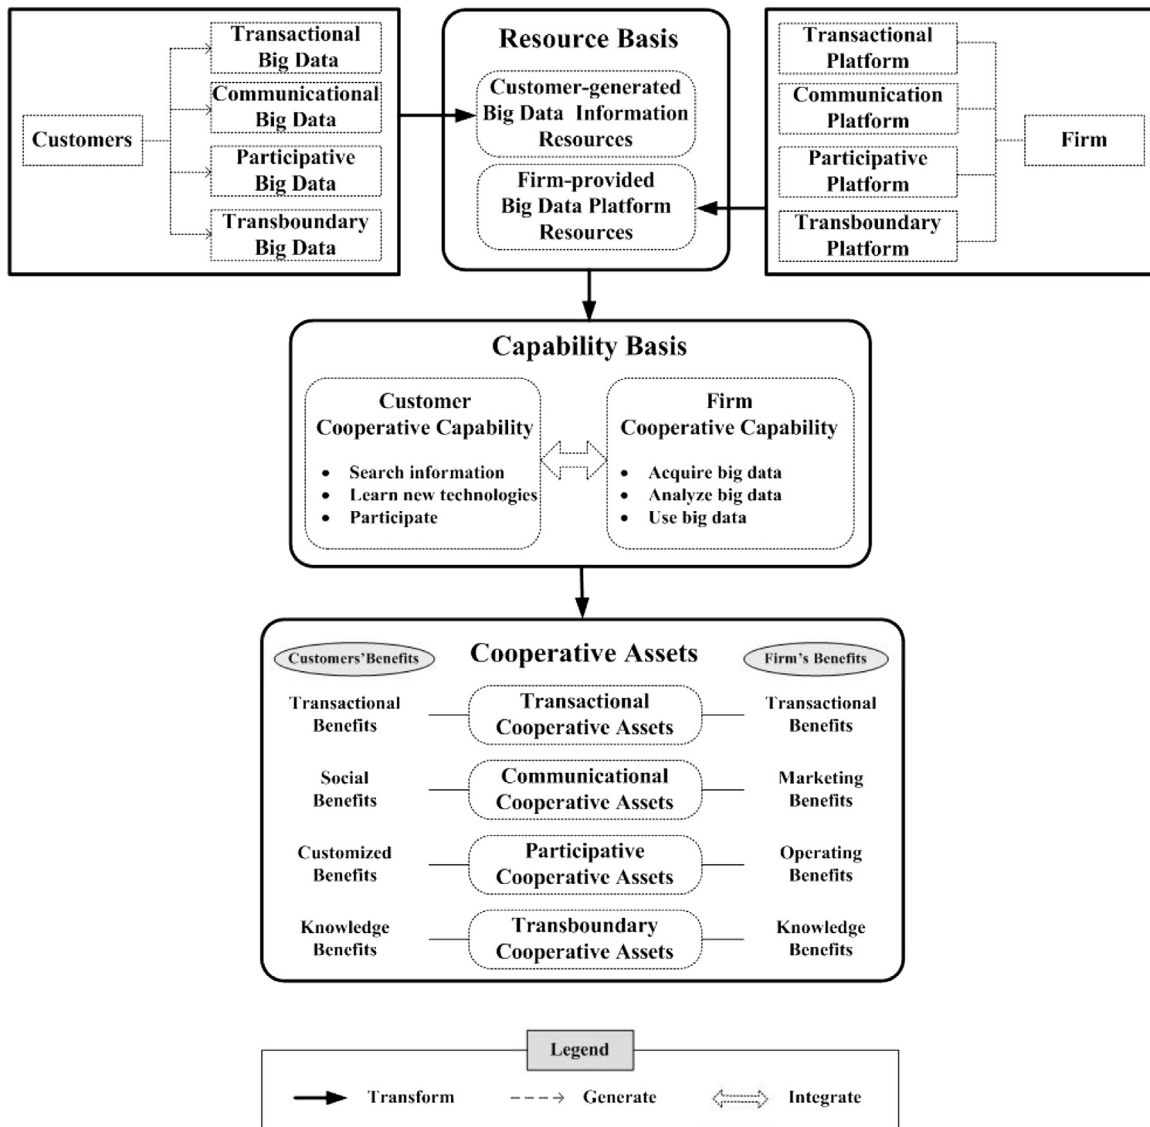 Customers
Transactional
Big Data
Communicational
Big Data
Participative
Big Data
Transboundary
Big Data
Resource Basis
Customer-generated
Big Data Information
Resources
Firm-provided
Big Data Platform
Resources
Transactional
Platform
Communication
Platform
Participative
Platform
Transboundary
Platform
Firm
Capability Basis
Customer
Cooperative Capability
• Search information
• Learn new technologies
• Participate
Firm
Cooperative Capability
• Acquire big data
• Analyze big data
• Use big data
Customers'Benefits
Cooperative Assets
Firm's Benefits
Transactional
Benefits
Transactional
Cooperative Assets
Transactional
Benefits
Social
Benefits
Communicational
Cooperative Assets
Marketing
Benefits
Customized
Benefits
Participative
Cooperative Assets
Operating
Benefits
Knowledge
Benefits
Transboundary
Cooperative Assets
Knowledge
Benefits
Legend
Transform
Generate
Integrate